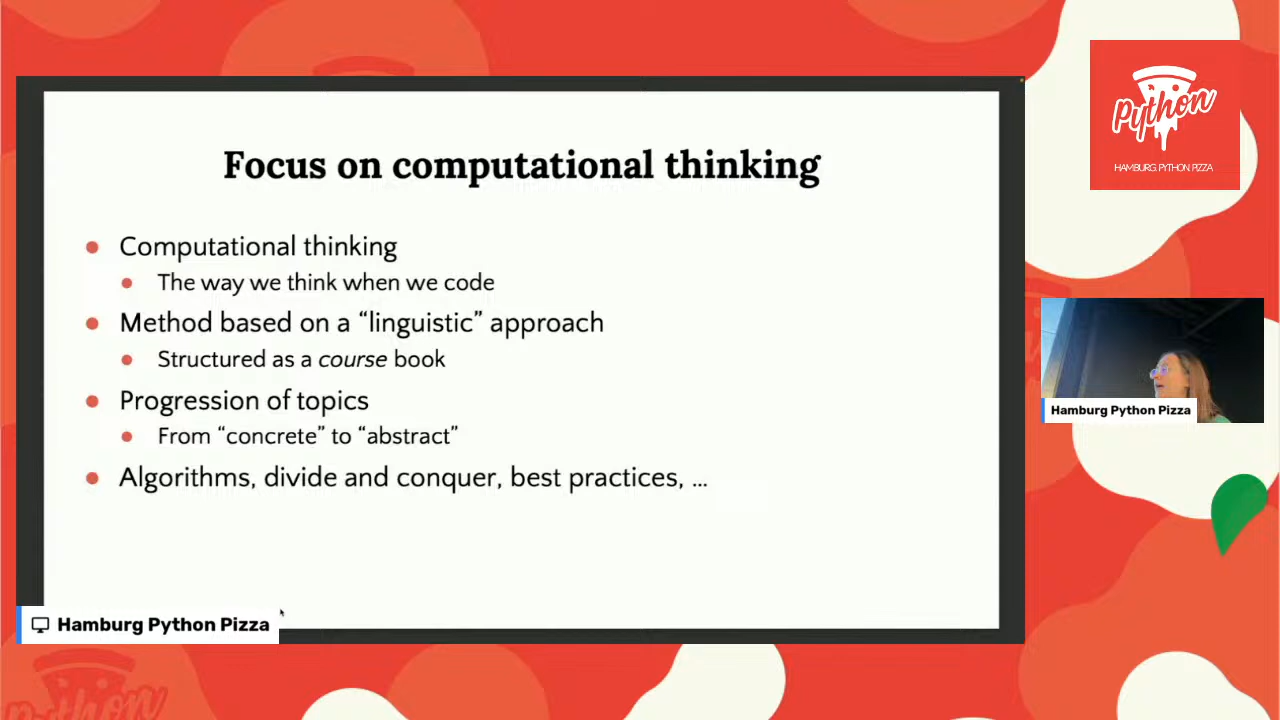 Focus on computational thinking
Computational thinking
The way we think when we code
Method based on a “linguistic” approach
Structured as a course book
Progression of topics
From “concrete” to “abstract”
Algorithms, divide and conquer, best practices, ...
Hamburg Python Pizza
Python
HAMBURG PYTHON PIZZA
Hamburg Python Pizza